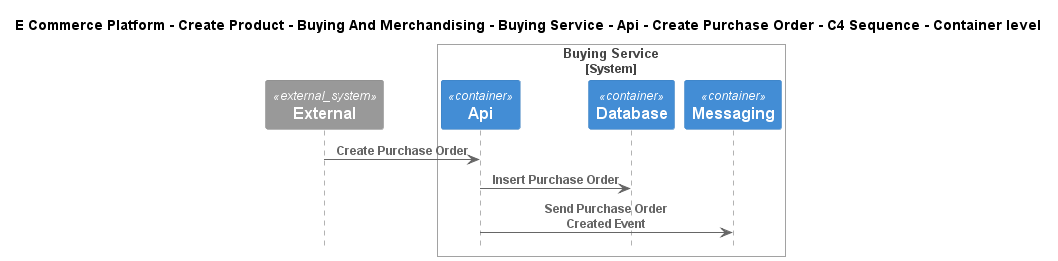 E Commerce Platform - Create Product - Buying And Merchandising - Buying Service - Api - Create Purchase Order - C4 Sequence - Container level
Buying Service
[System]
«external_system»
External
«container»
Api
«container»
Database
«container»
Messaging
Create Purchase Order
Insert Purchase Order
Send Purchase Order
Created Event